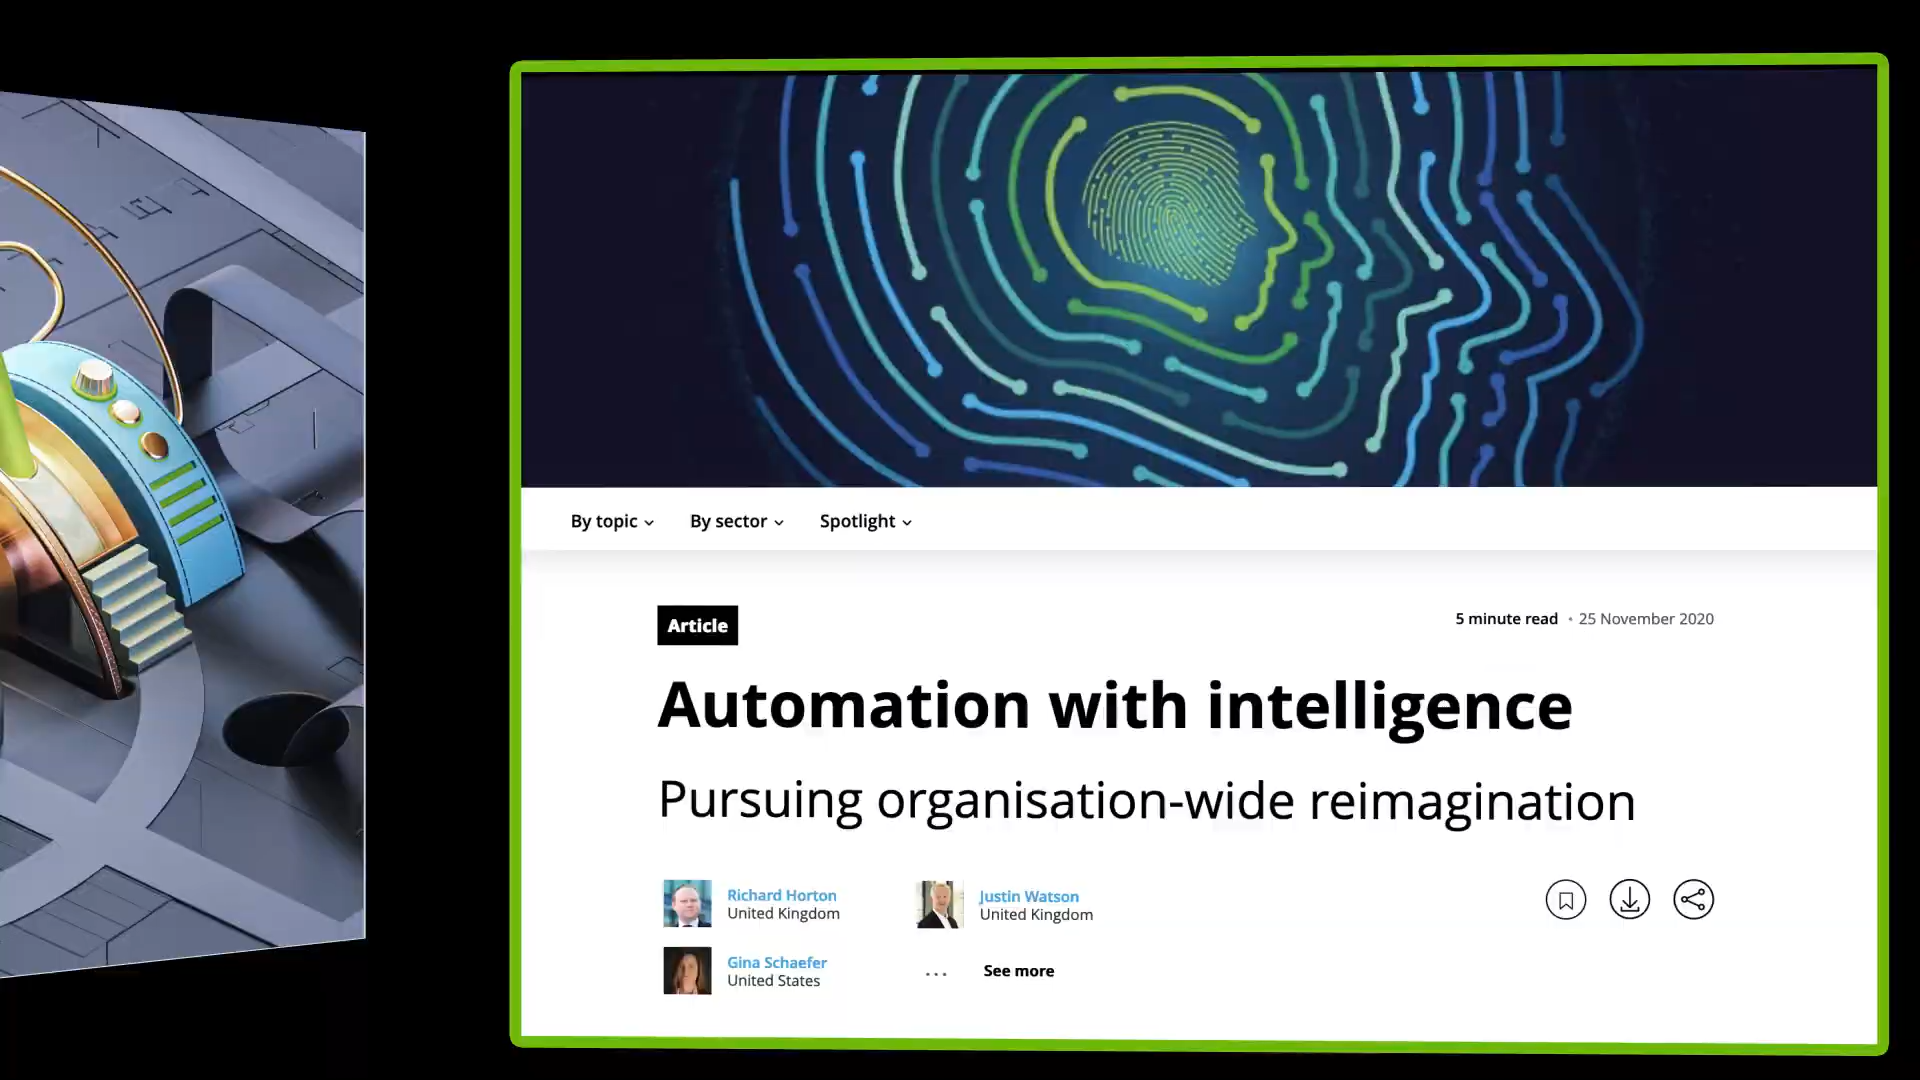 By topic
By sector
Spotlight
Article
5 minute read • 25 November 2020
Automation with intelligence
Pursuing organisation-wide reimagination
Richard Horton
United Kingdom
Justin Watson
United Kingdom
Gina Schaefer
United States
... See more